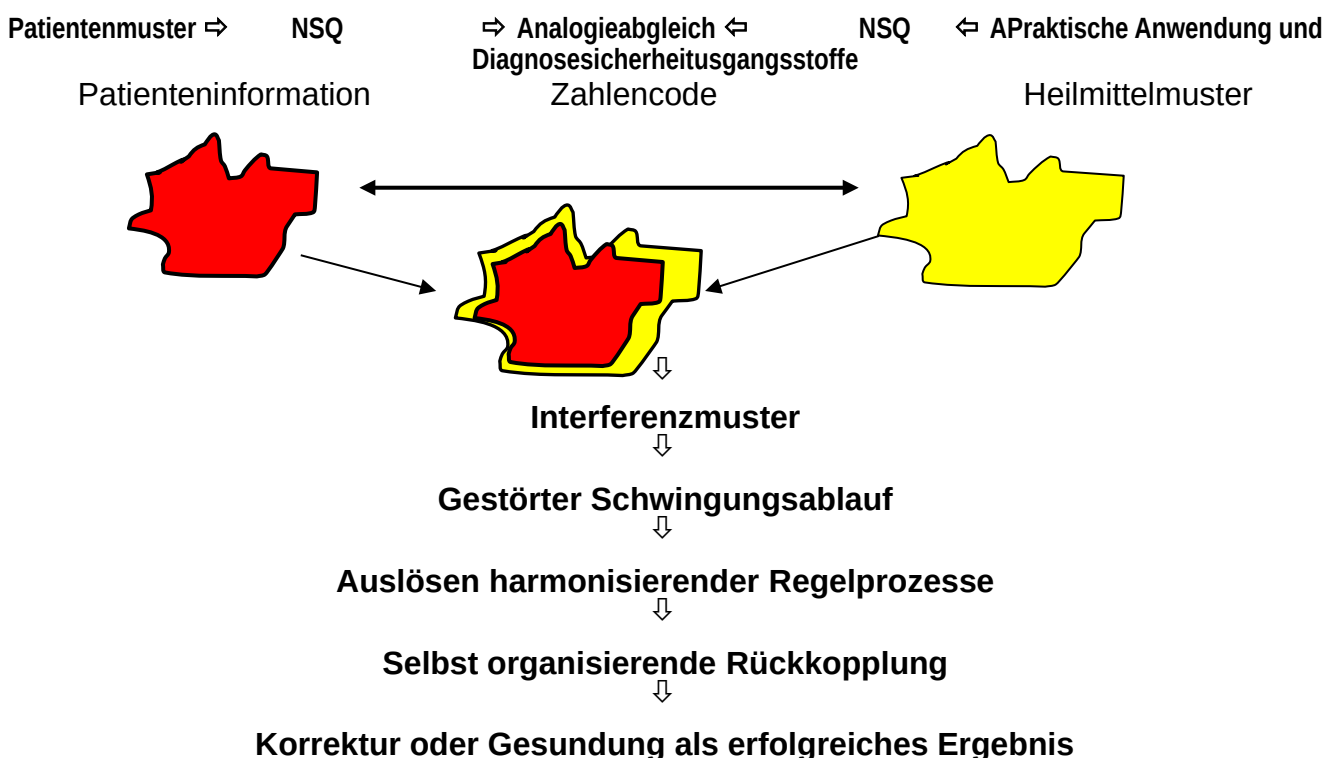 Patientenmuster ⇨ NSQ ⇨ Analogieabgleich ⇦ NSQ ⇦ APraktische Anwendung und
Diagnosesicherheitusgangsstoffe
Patienteninformation Zahlencode Heilmittelmuster
⇩
Interferenzmuster
⇩
Gestörter Schwingungsablauf
⇩
Auslösen harmonisierender Regelprozesse
⇩
Selbst organisierende Rückkopplung
⇩
Korrektur oder Gesundung als erfolgreiches Ergebnis